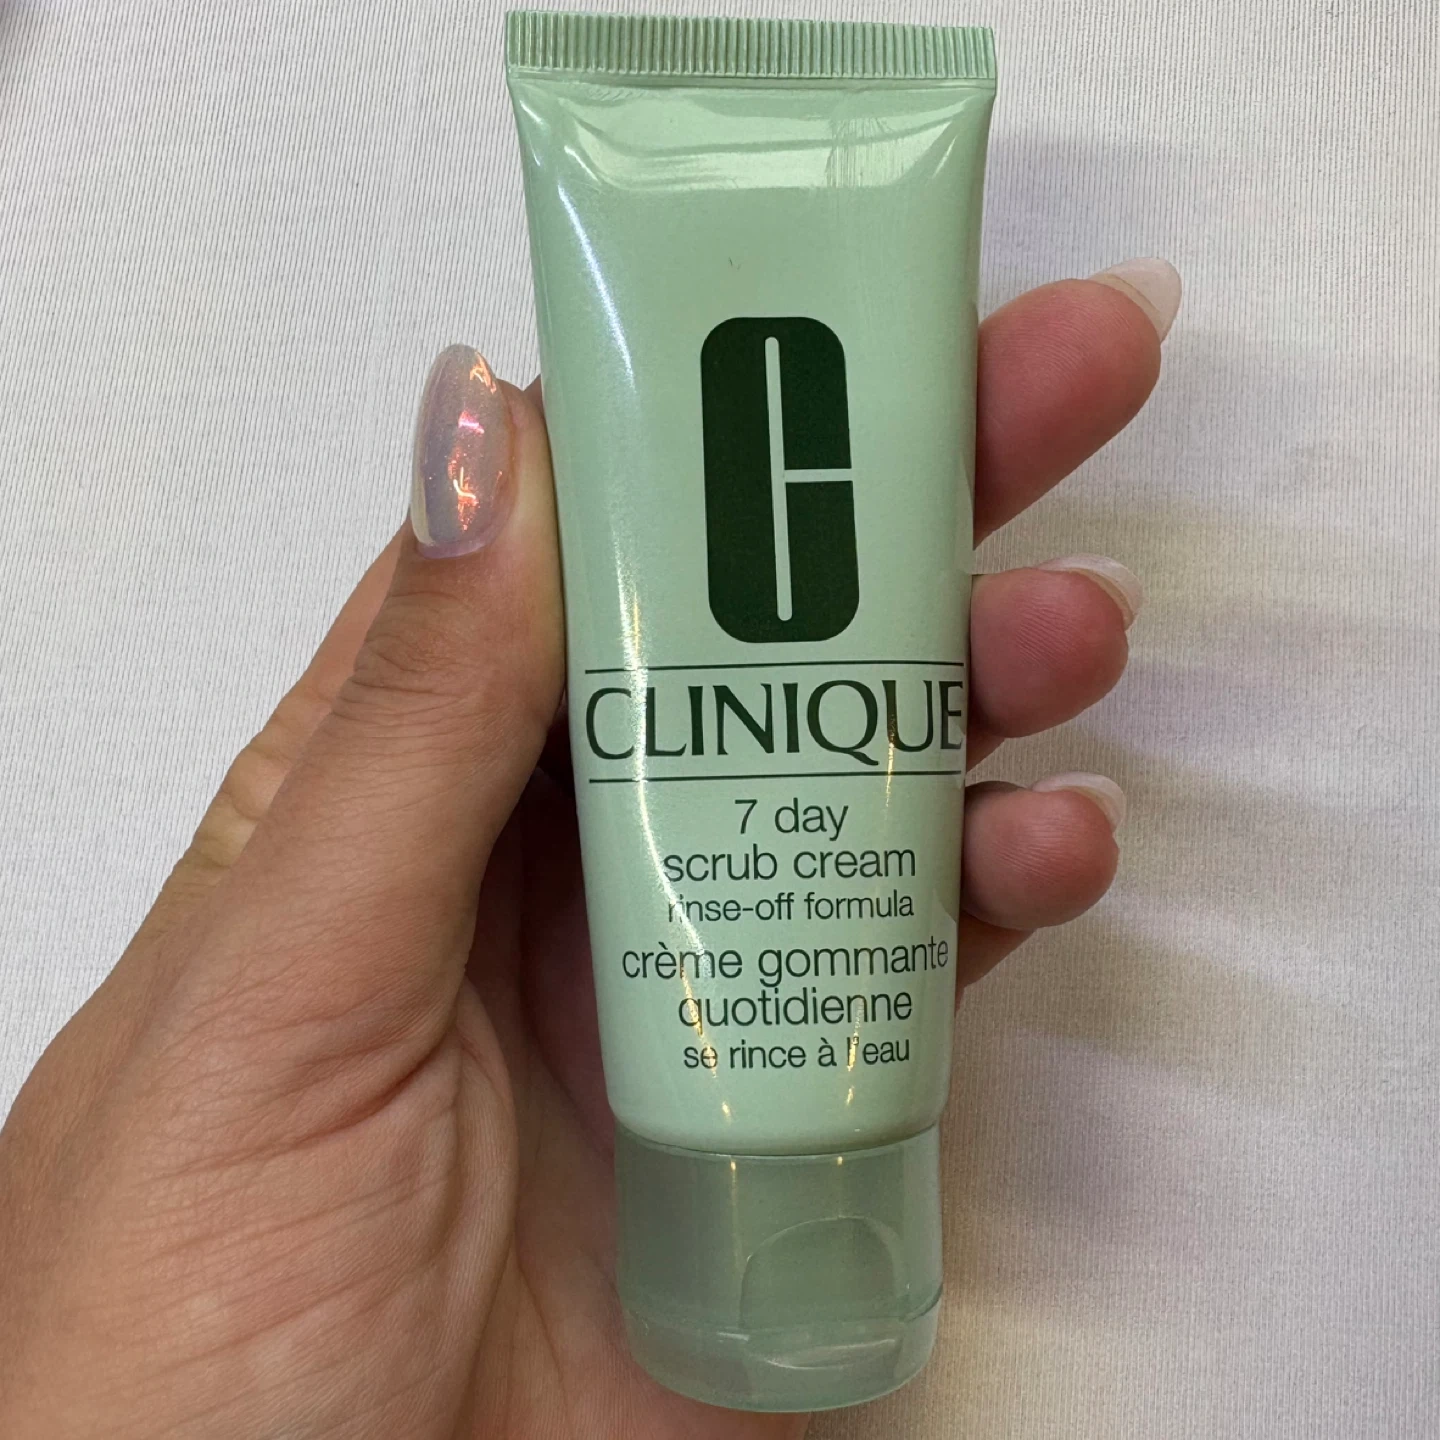 C
CLINIQUE
7 day
scrub cream
rinse-off formula
crème gommante
quotidienne
se rince à l'eau